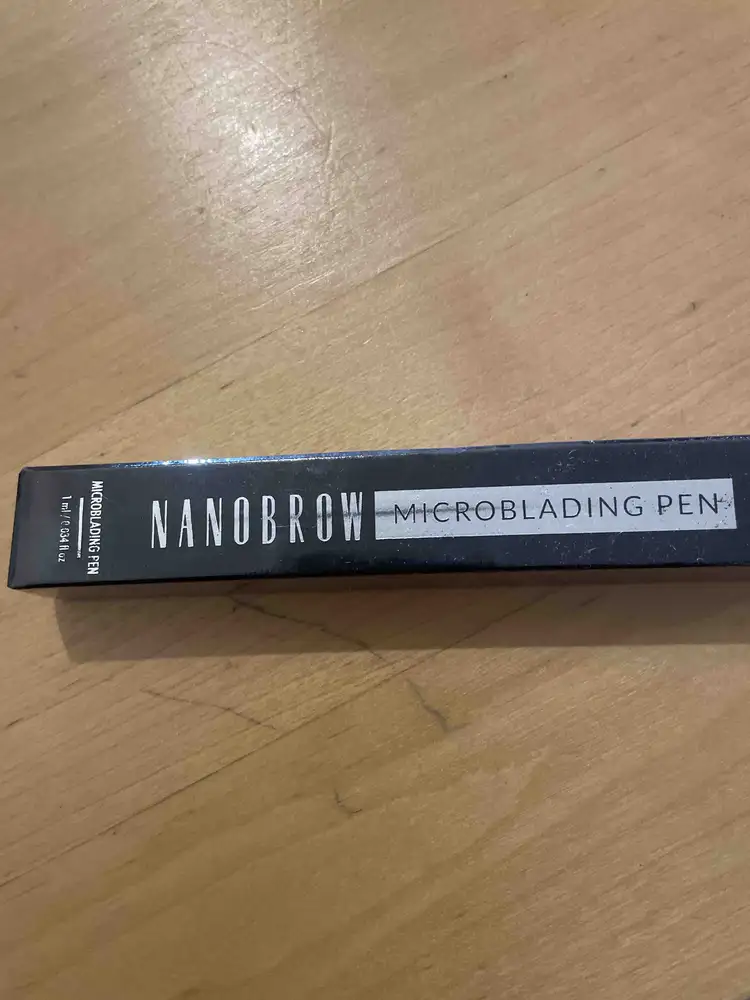 MICROBLADING PEN
1 ml / 0.034 fl oz
NANOBROW MICROBLADING PEN